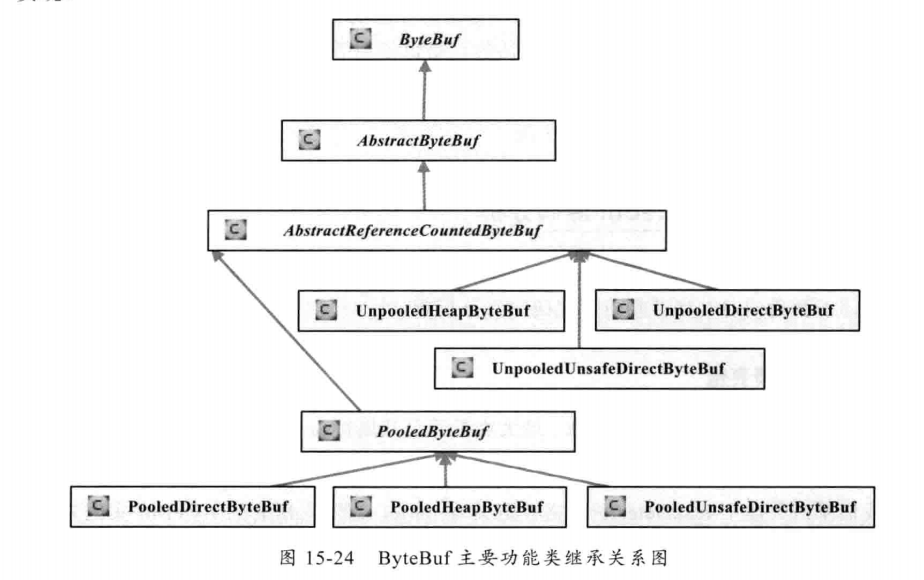 ByteBuf
AbstractByteBuf
AbstractReferenceCountedByteBuf
UnpooledHeapByteBuf
UnpooledDirectByteBuf
UnpooledUnsafeDirectByteBuf
PooledByteBuf
PooledDirectByteBuf
PooledHeapByteBuf
PooledUnsafeDirectByteBuf
图 15-24 ByteBuf 主要功能类继承关系图